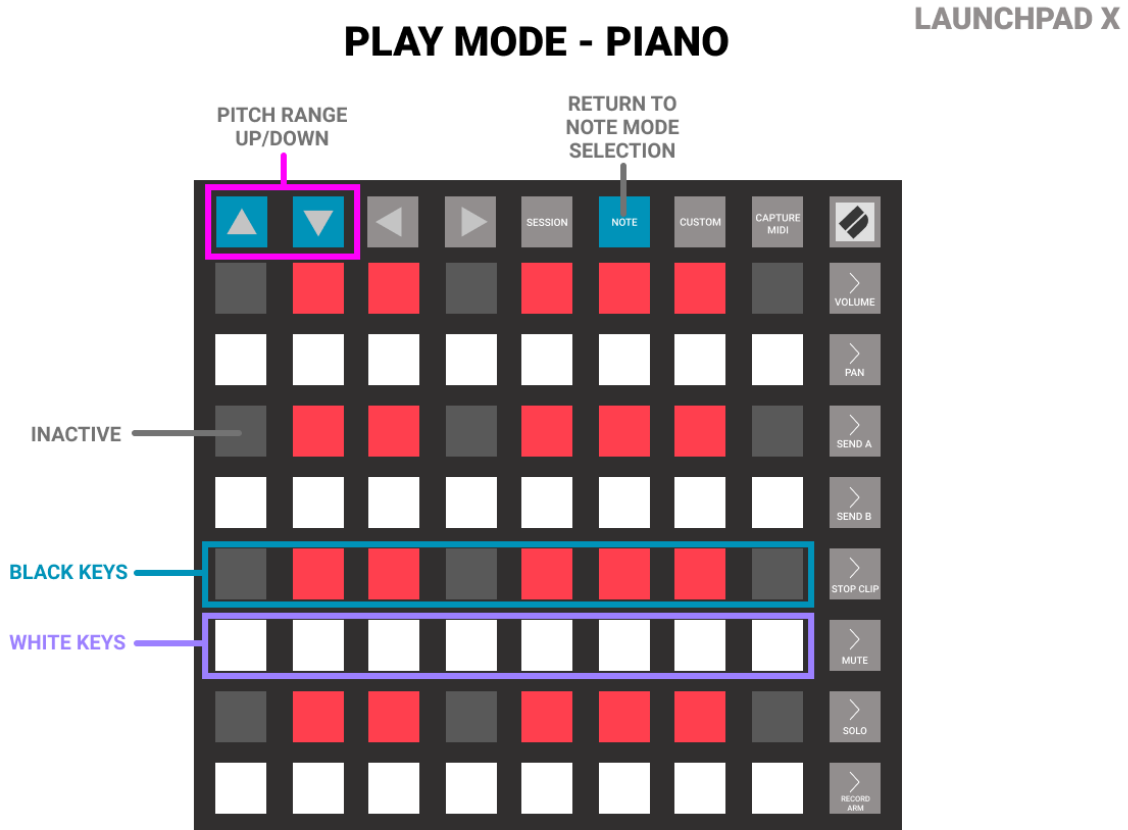 LAUNCHPAD X
PLAY MODE - PIANO
PITCH RANGE
UP/DOWN
RETURN TO
NOTE MODE
SELECTION
SESSION
NOTE
CUSTOM
CAPTURE
MIDI
VOLUME
PAN
INACTIVE
SEND A
SEND B
BLACK KEYS
STOP CLIP
WHITE KEYS
MUTE
SOLO
RECORD
ARM